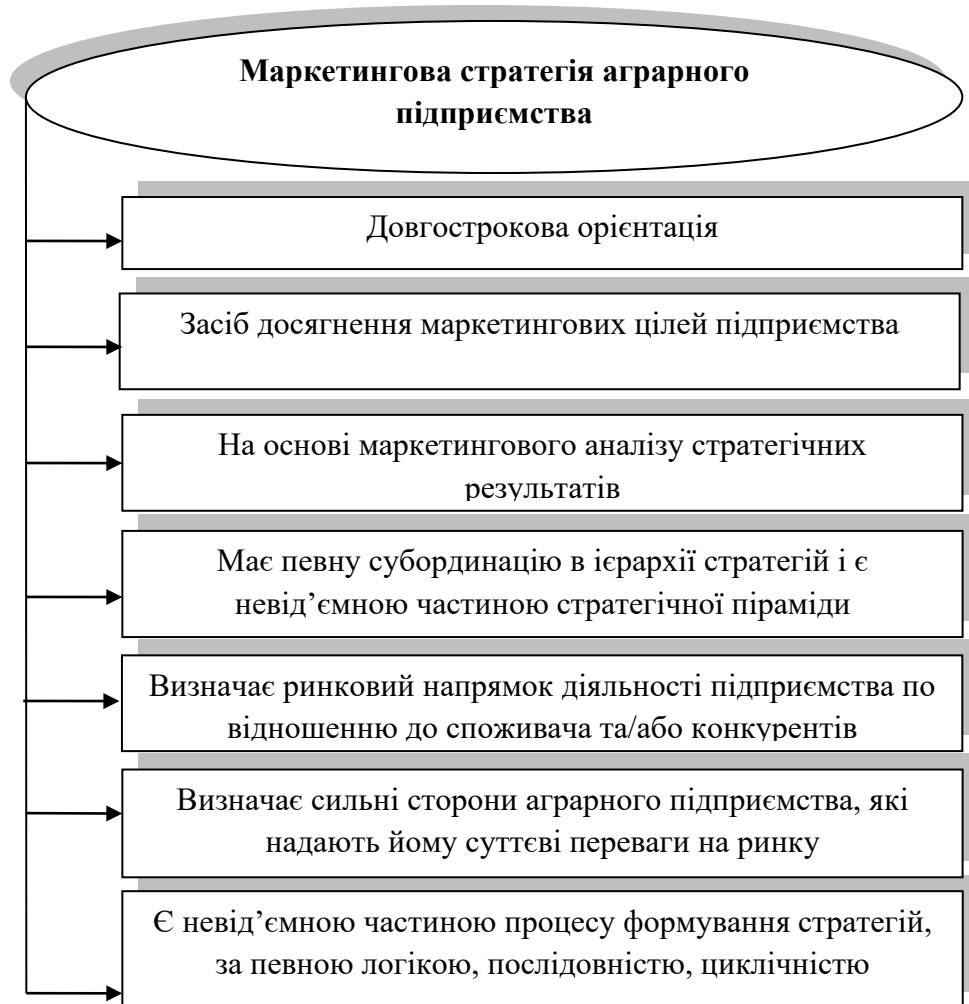 Маркетингова стратегія аграрного
підприємства
Довгострокова орієнтація
Засіб досягнення маркетингових цілей підприємства
На основі маркетингового аналізу стратегічних
результатів
Має певну субординацію в ієрархії стратегій і є
невід’ємною частиною стратегічної піраміди
Визначає ринковий напрямок діяльності підприємства по
відношенню до споживача та/або конкурентів
Визначає сильні сторони аграрного підприємства, які
надають йому суттєві переваги на ринку
Є невід’ємною частиною процесу формування стратегій,
за певною логікою, послідовністю, циклічністю